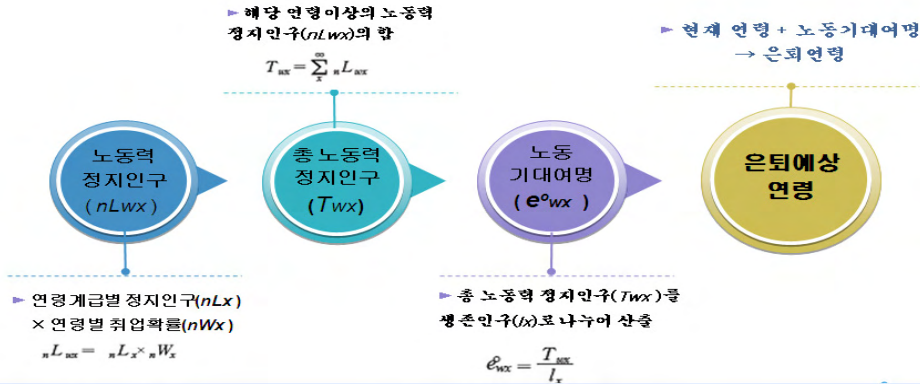 ► 해당 연령이상의 노동력
정지인구(nLwx)의 합
Twx = ∑ nLwx
x
∞
► 현재 연령 + 노동기대여명
→ 은퇴연령
노동력
정지인구
(nLwx)
총 노동력
정지인구
(Twx)
노동
기대여명
(eºwx)
은퇴예상
연령
► 연령계급별 정지인구(nLx)
× 연령별 취업확률(nWx)
nLwx = nLx × nWx
► 총 노동력 정지인구(Twx)를
생존인구(lx)로나누어 산출
eºwx = Twx
lx